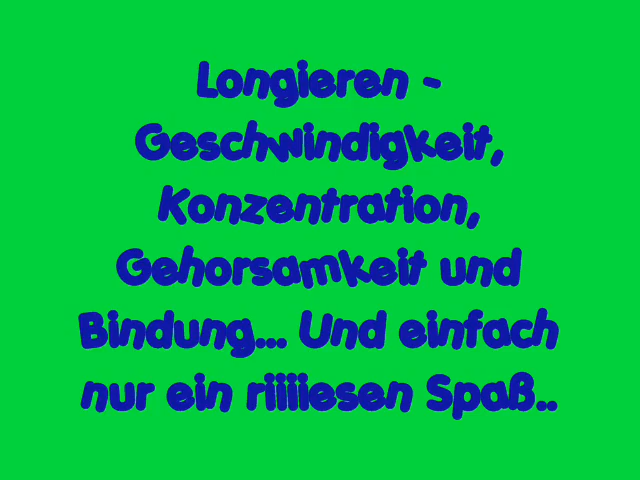 Longieren -
Geschwindigkeit,
Konzentration,
Gehorsamkeit und
Bindung... Und einfach
nur ein riiiiesen Spaß..